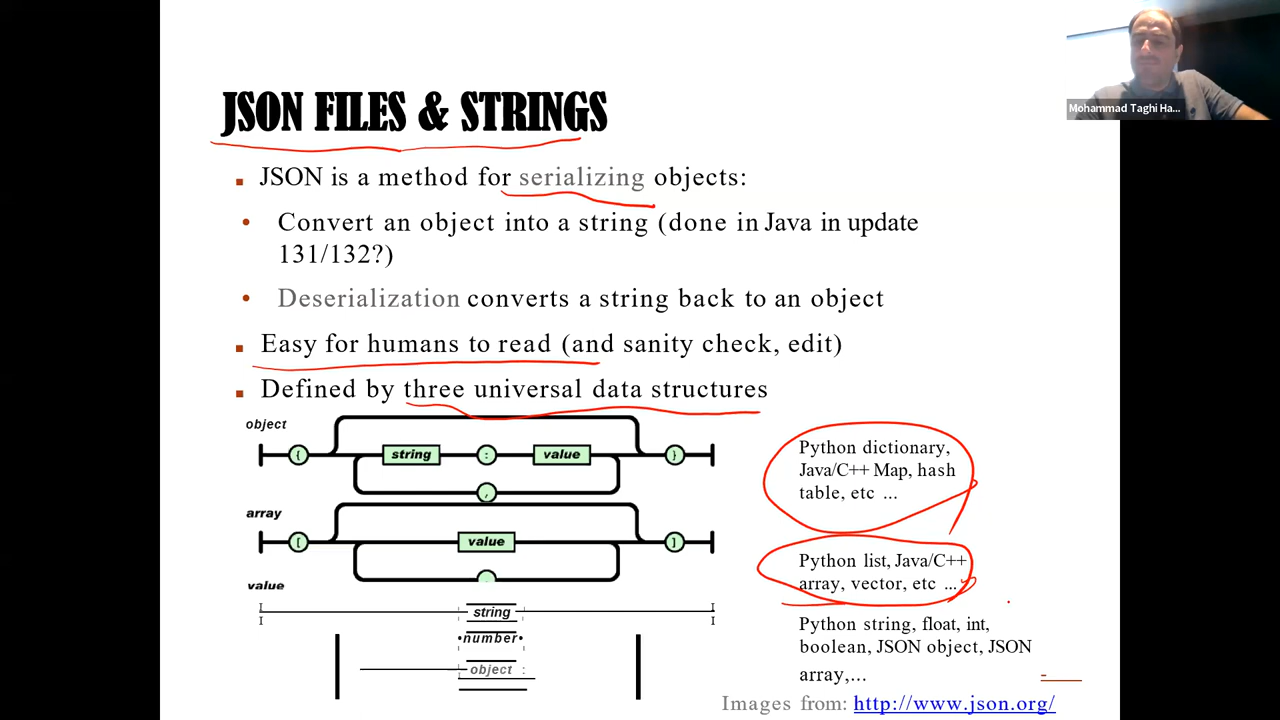 Mohammad Taghi Ha...
JSON FILES & STRINGS
JSON is a method for serializing objects:
Convert an object into a string (done in Java in update
131/132?)
Deserialization converts a string back to an object
Easy for humans to read (and sanity check, edit)
Defined by three universal data structures
object
{ string : value }
,
Python dictionary,
Java/C++ Map, hash
table, etc ...
array
[ value ]
Python list, Java/C++
array, vector, etc ...
value
string
number
object :
Python string, float, int,
boolean, JSON object, JSON
array,...
Images from: http://www.json.org/